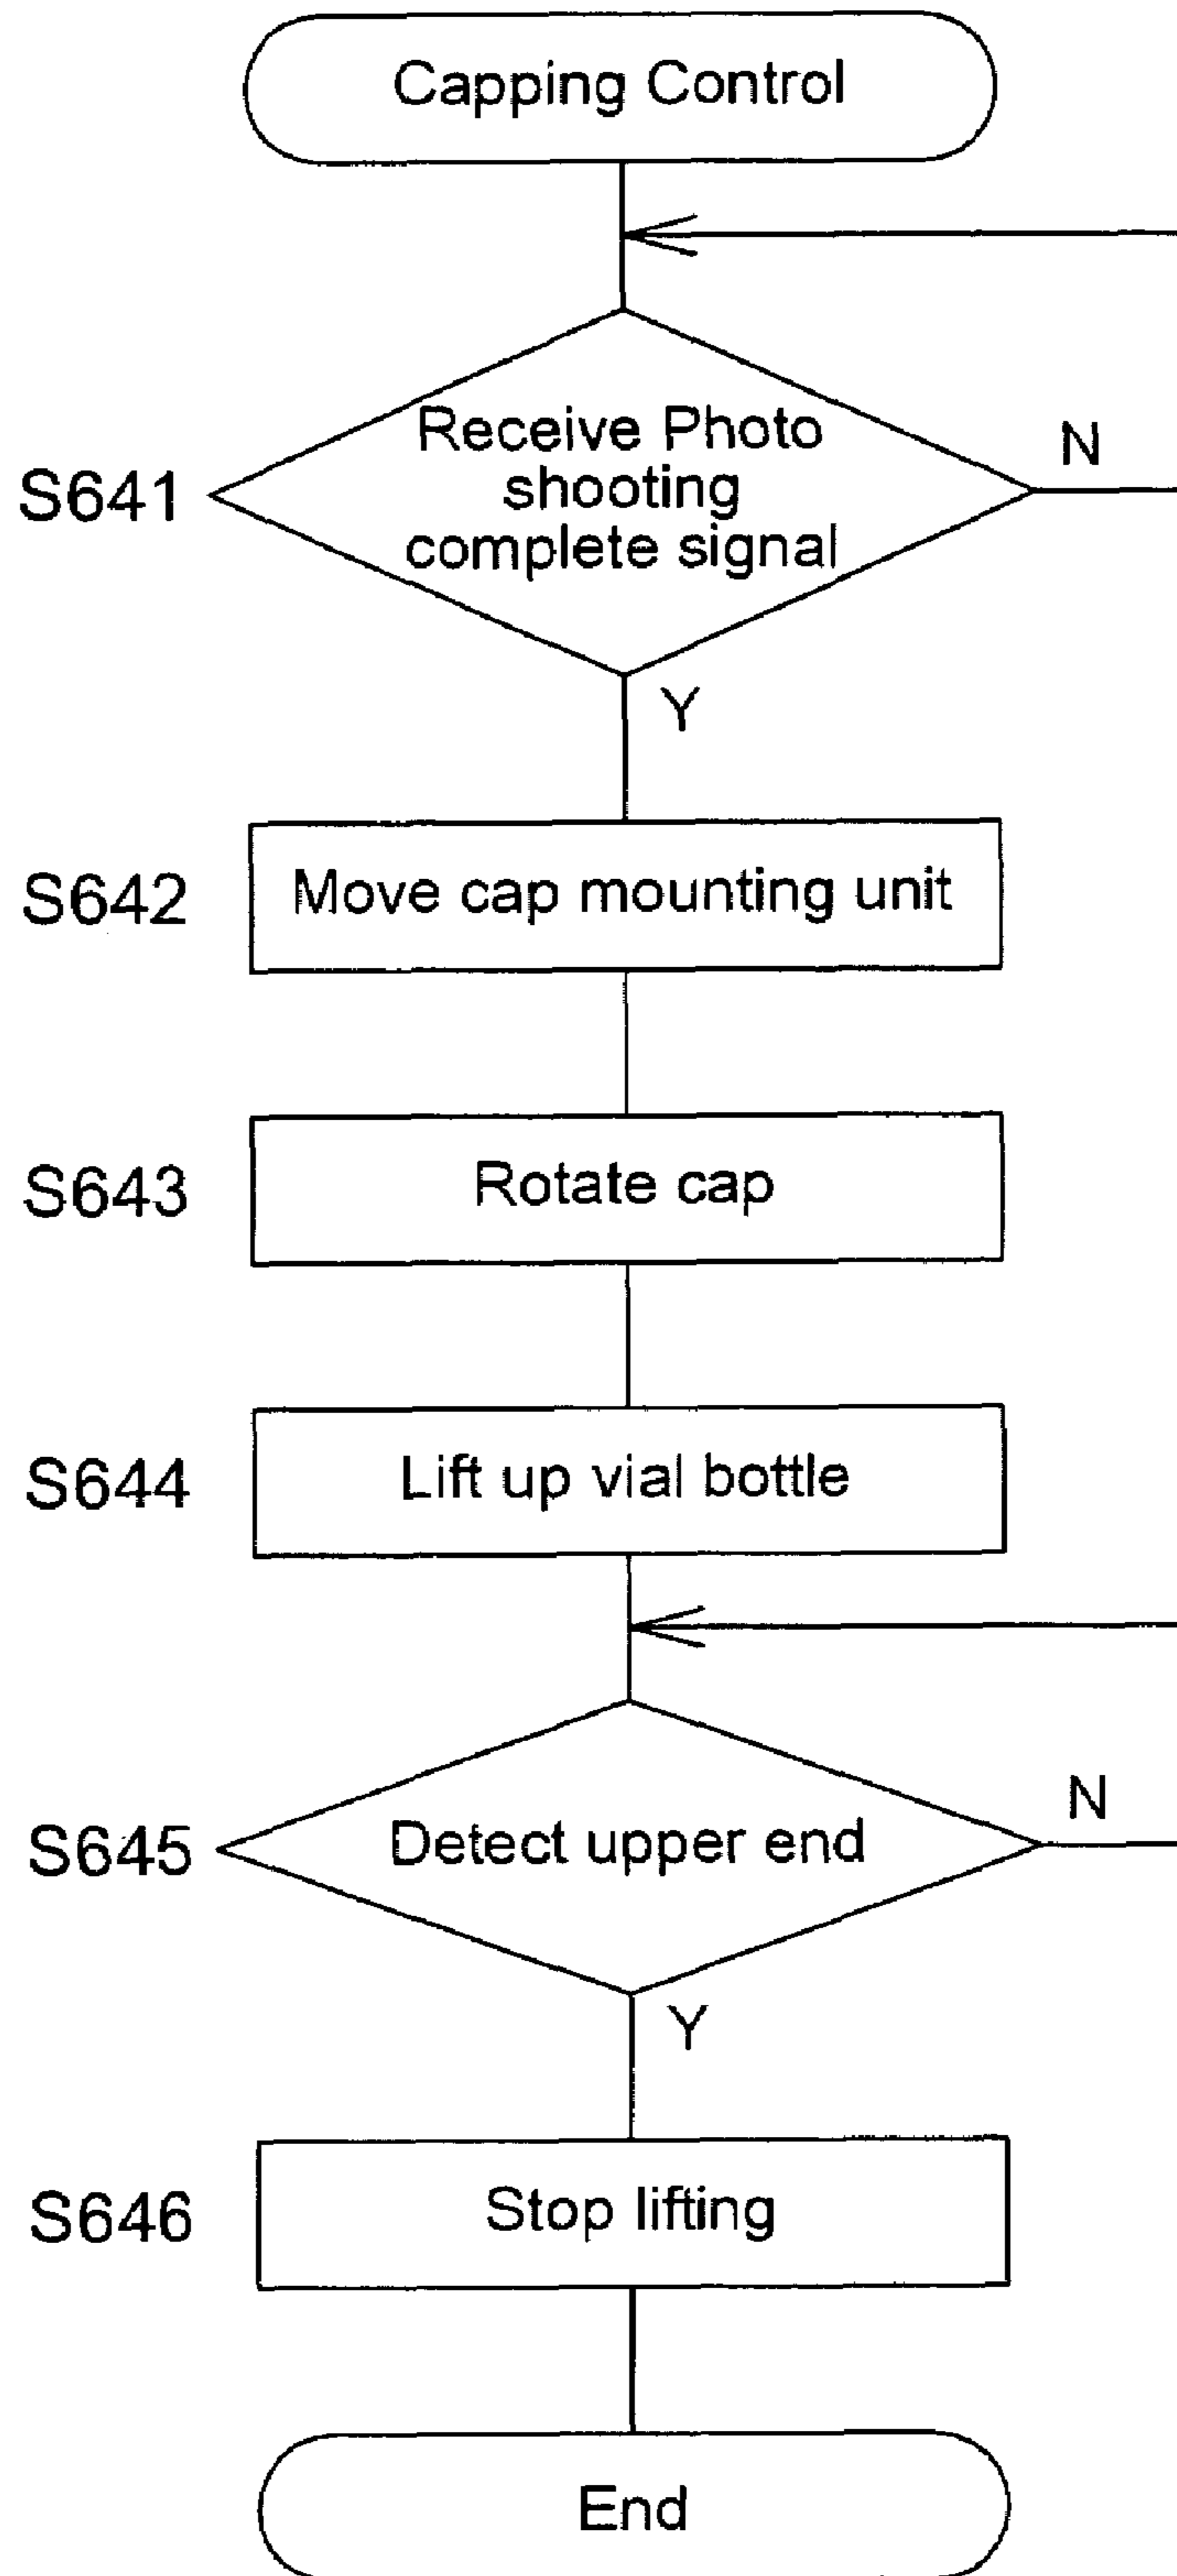 Capping Control
S641
Receive Photo
shooting
complete signal
N
Y
S642
Move cap mounting unit
S643
Rotate cap
S644
Lift up vial bottle
S645
Detect upper end
N
Y
S646
Stop lifting
End